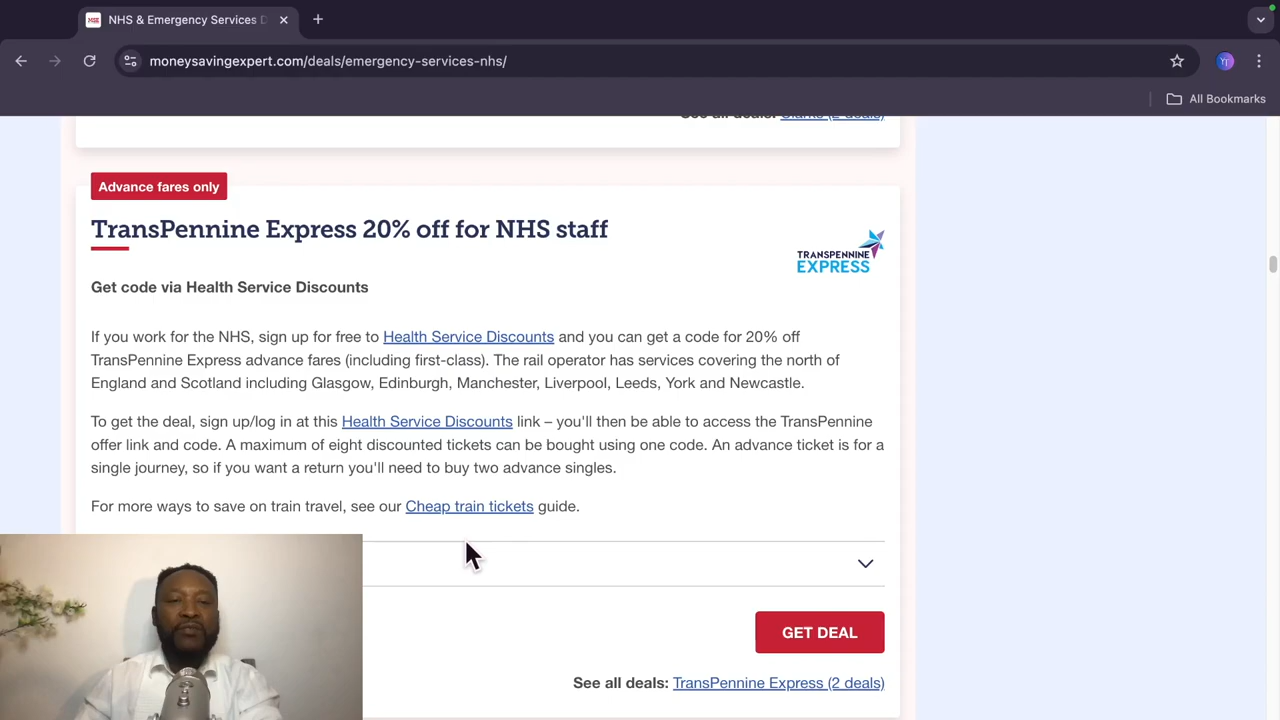 NHS & Emergency Services D
moneysavingexpert.com/deals/emergency-services-nhs/
All Bookmarks
See all deals: Clarks (2 deals)
Advance fares only
TransPennine Express 20% off for NHS staff
TRANSPENNINE
EXPRESS
Get code via Health Service Discounts
If you work for the NHS, sign up for free to Health Service Discounts and you can get a code for 20% off
TransPennine Express advance fares (including first-class). The rail operator has services covering the north of
England and Scotland including Glasgow, Edinburgh, Manchester, Liverpool, Leeds, York and Newcastle.
To get the deal, sign up/log in at this Health Service Discounts link – you'll then be able to access the TransPennine
offer link and code. A maximum of eight discounted tickets can be bought using one code. An advance ticket is for a
single journey, so if you want a return you'll need to buy two advance singles.
For more ways to save on train travel, see our Cheap train tickets guide.
GET DEAL
See all deals: TransPennine Express (2 deals)